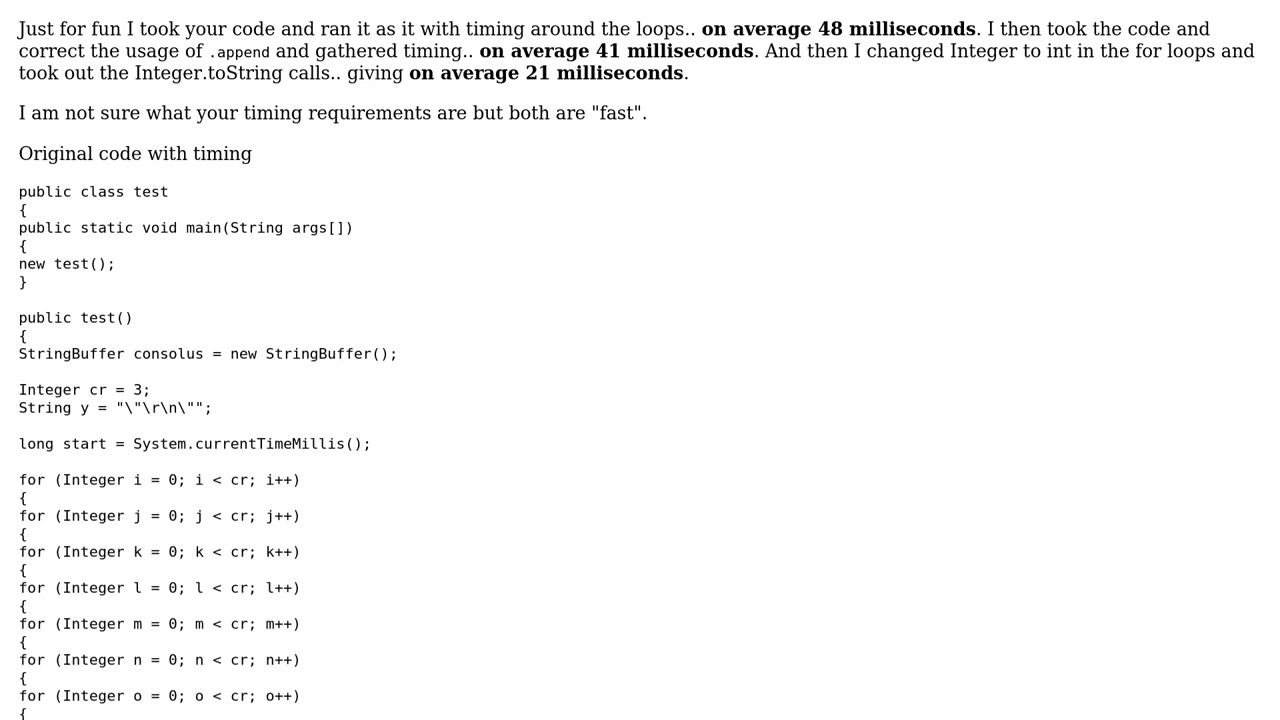 Just for fun I took your code and ran it as it with timing around the loops.. on average 48 milliseconds. I then took the code and
correct the usage of .append and gathered timing.. on average 41 milliseconds. And then I changed Integer to int in the for loops and
took out the Integer.toString calls.. giving on average 21 milliseconds.
I am not sure what your timing requirements are but both are "fast".
Original code with timing
public class test
{
public static void main(String args[])
{
new test();
}
public test()
{
StringBuffer consolus = new StringBuffer();
Integer cr = 3;
String y = "\"\r\n\"";
long start = System.currentTimeMillis();
for (Integer i = 0; i < cr; i++)
{
for (Integer j = 0; j < cr; j++)
{
for (Integer k = 0; k < cr; k++)
{
for (Integer l = 0; l < cr; l++)
{
for (Integer m = 0; m < cr; m++)
{
for (Integer n = 0; n < cr; n++)
{
for (Integer o = 0; o < cr; o++)
{